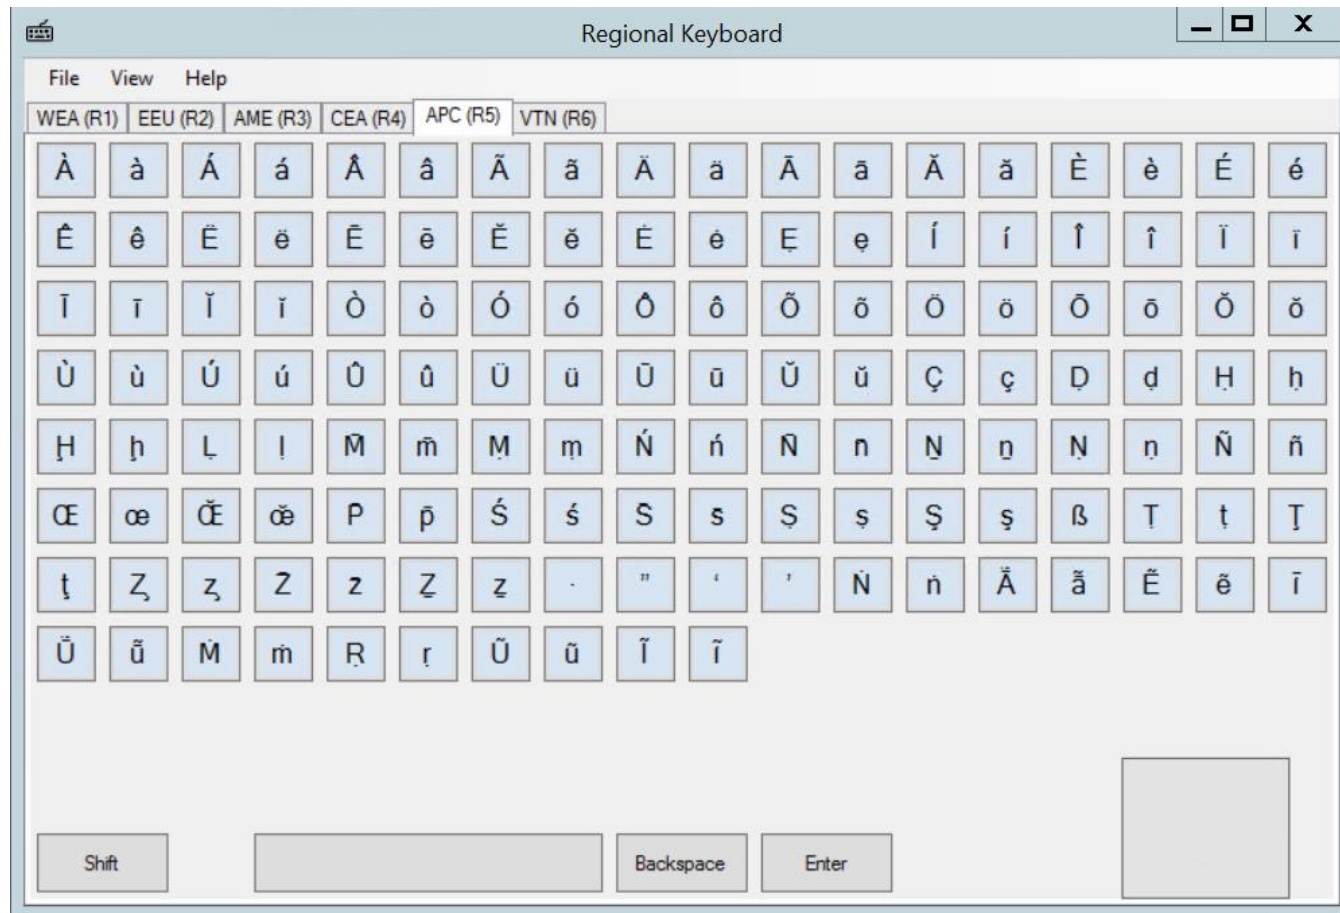 Regional Keyboard
File View Help
WEA (R1) EEU (R2) AME (R3) CEA (R4) APC (R5) VTN (R6)
À à Á á Â â Ã ã Ä ä Ā ā Ă ă È è É é
Ê ê Ë ë Ē ē Ĕ ĕ Ė ė Ẹ ẹ Í í Î î Ï ï
Ī ī Ĭ ĭ Ò ò Ó ó Ô ô Õ õ Ö ö Ō ō Ŏ ŏ
Ù ù Ú ú Û û Ü ü Ū ū Ŭ ŭ Ç ç Ḍ ḍ Ḥ ḥ
Ḩ ḩ Ḷ ḷ M̄ m̄ Ṃ ṃ Ń ń N̄ n̄ Ṉ ṉ Ṇ ṇ Ñ ñ
Œ œ Œ̆ œ̆ P̄ p̄ Ś ś S̄ s̄ Ṣ ṣ Ş ş ß Ṭ ṭ Ţ
ţ Z̧ z̧ Z̄ z̄ Ẕ ẕ · ” ‘ ’ Ṅ ṅ Ẽ ẽ Ī
Ṁ ṁ Ṛ ṛ Ũ ũ
Shift Backspace Enter